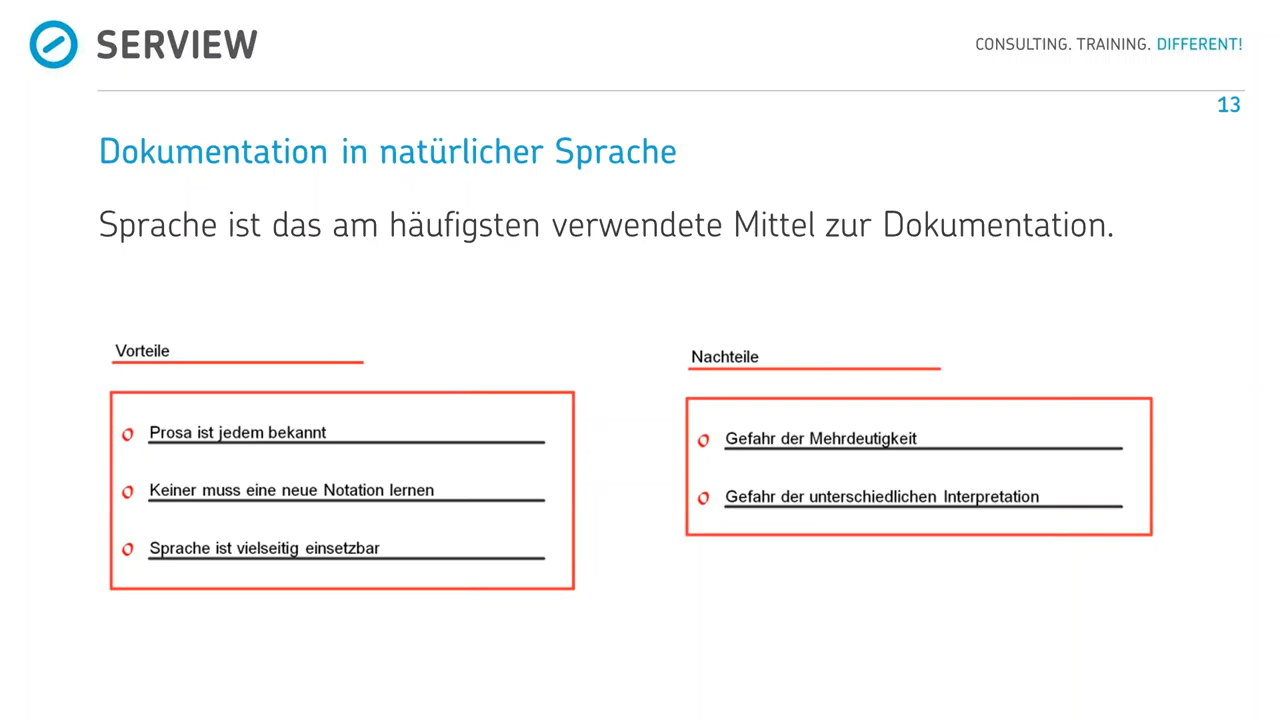 SERVIEW
CONSULTING. TRAINING. DIFFERENT!
13
Dokumentation in natürlicher Sprache
Sprache ist das am häufigsten verwendete Mittel zur Dokumentation.
Vorteile
Prosa ist jedem bekannt
Keiner muss eine neue Notation lernen
Sprache ist vielseitig einsetzbar
Nachteile
Gefahr der Mehrdeutigkeit
Gefahr der unterschiedlichen Interpretation